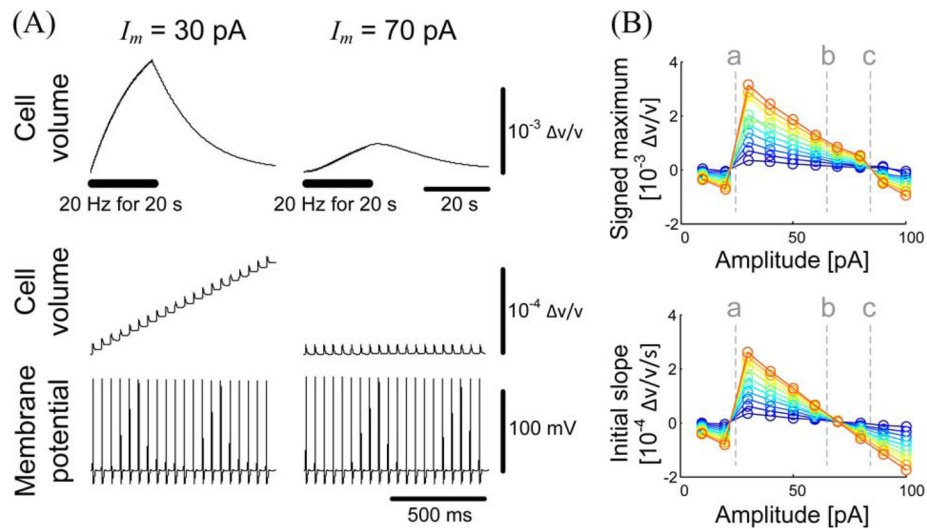 (A)
I_m = 30 pA
I_m = 70 pA
Cell
volume
10⁻³ Δv/v
20 Hz for 20 s
20 Hz for 20 s
20 s
Cell
volume
10⁻⁴ Δv/v
Membrane
potential
100 mV
500 ms
(B)
a
b
c
Signed maximum
[10⁻³ Δv/v]
4
2
0
-2
0
50
100
Amplitude [pA]
a
b
c
Initial slope
[10⁻⁴ Δv/v/s]
4
2
0
-2
0
50
100
Amplitude [pA]